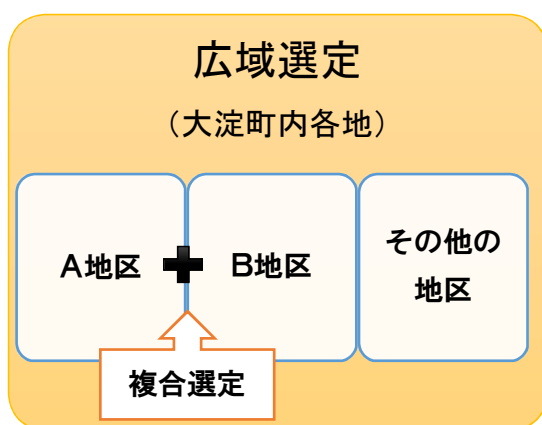 広域選定
（大淀町内各地）
A地区
B地区
その他の
地区
複合選定